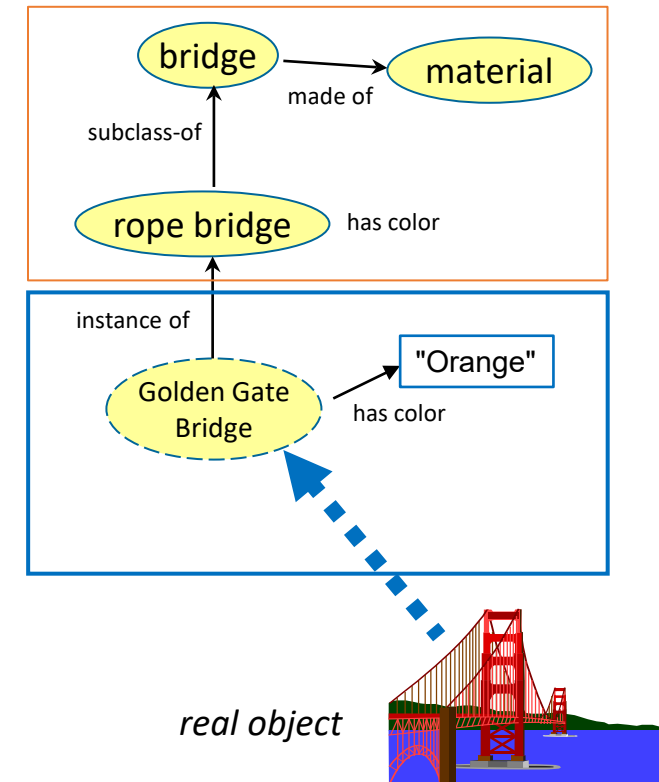 bridge
material
made of
subclass-of
rope bridge
has color
instance of
"Orange"
Golden Gate
Bridge
has color
real object